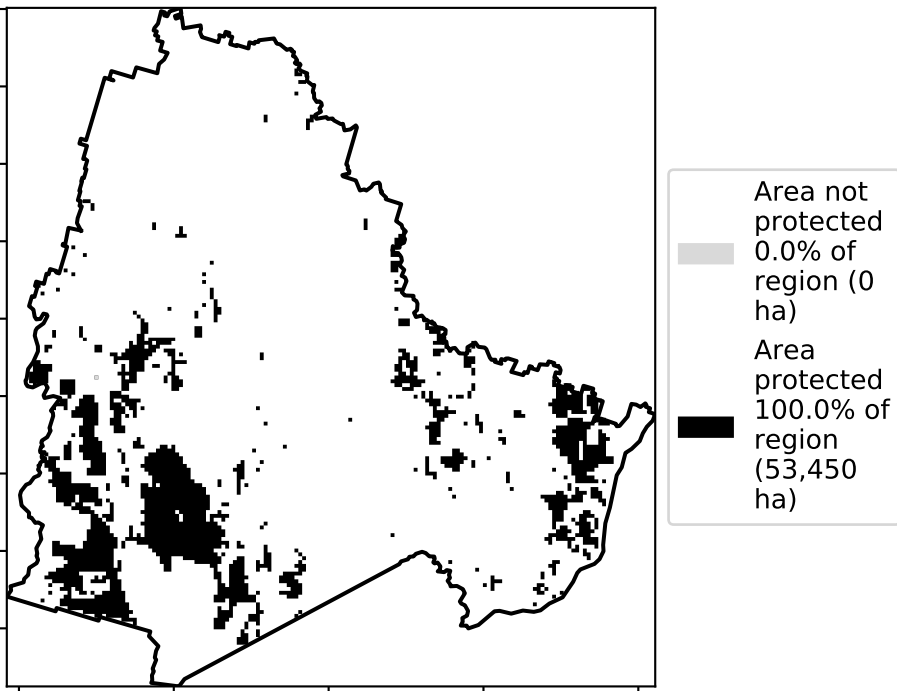 Area not
protected
0.0% of
region (0
ha)
Area
protected
100.0% of
region
(53,450
ha)